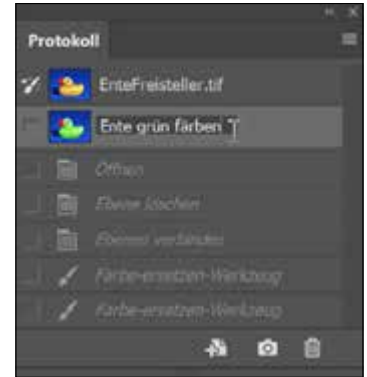 Protokoll
EnteFreisteller.tif
Ente grün färben
Öffnen
Ebene löschen
Ebenen verbinden
Farbe-ersetzen-Werkzeug
Farbe-ersetzen-Werkzeug